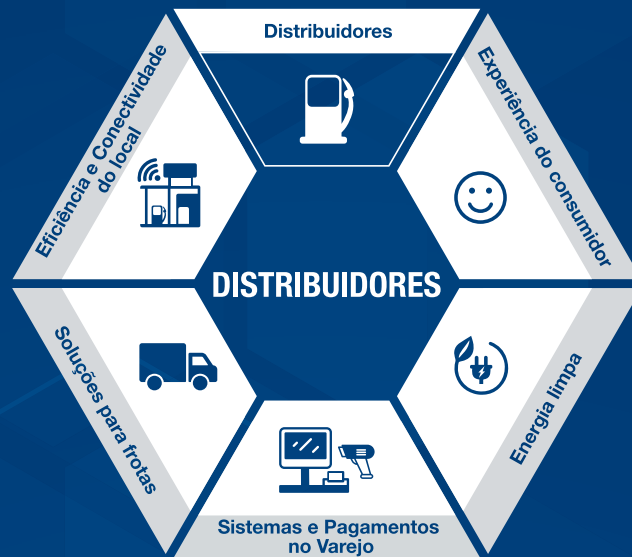 Distribuidores
Experiência do consumidor
Energia limpa
Sistemas e Pagamentos
no Varejo
Soluções para frotas
Eficiência e Conectividade
do local
DISTRIBUIDORES